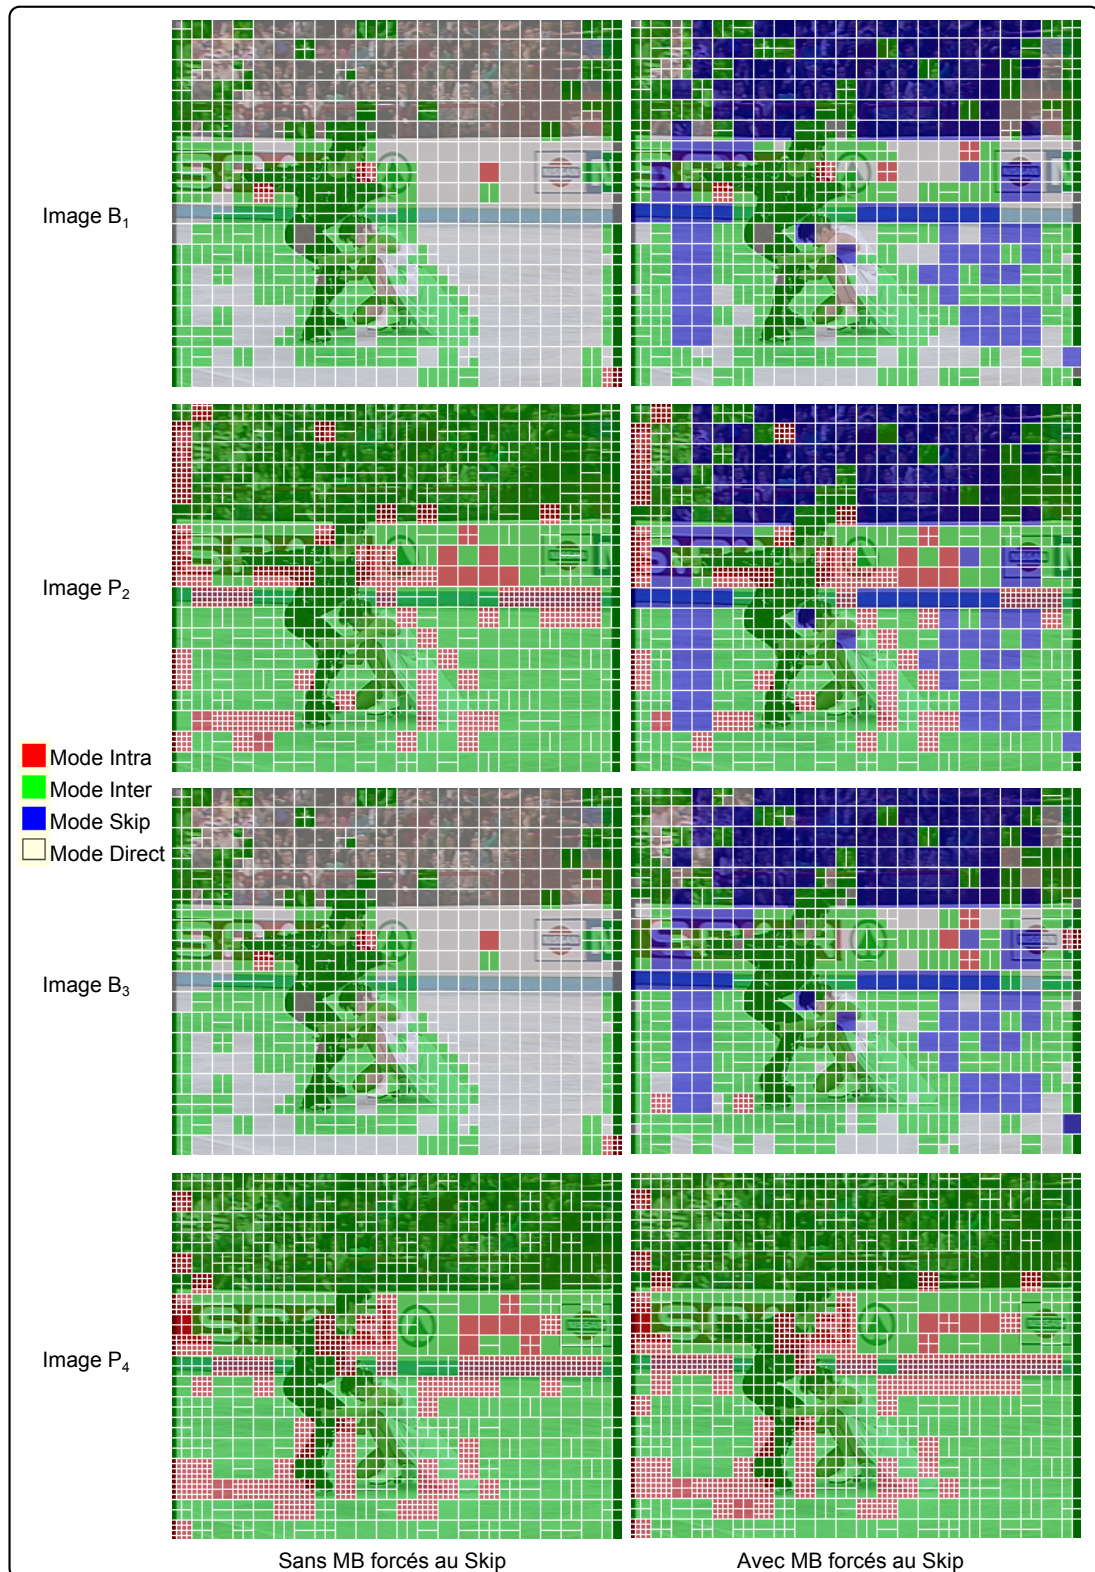 Image B₁
Image P₂
Mode Intra
Mode Inter
Mode Skip
Mode Direct
Image B₃
Image P₄
Sans MB forcés au Skip
Avec MB forcés au Skip